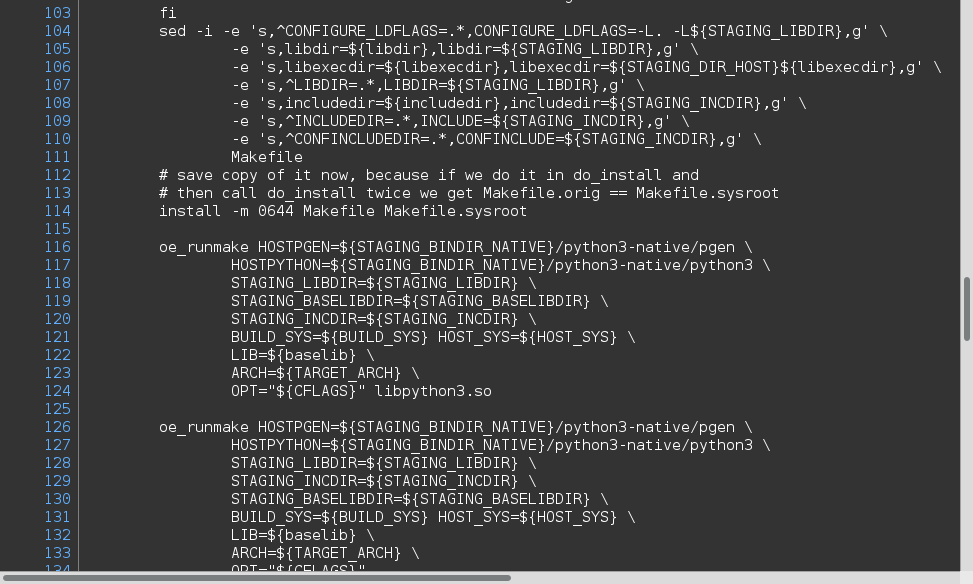 103 fi
104 sed -i -e 's,^CONFIGURE_LDFLAGS=.*,CONFIGURE_LDFLAGS=-L. -L${STAGING_LIBDIR},g' \
105 -e 's,libdir=${libdir},libdir=${STAGING_LIBDIR},g' \
106 -e 's,libexecdir=${libexecdir},libexecdir=${STAGING_DIR_HOST}${libexecdir},g' \
107 -e 's,^LIBDIR=.*,LIBDIR=${STAGING_LIBDIR},g' \
108 -e 's,includedir=${includedir},includedir=${STAGING_INCDIR},g' \
109 -e 's,^INCLUDEDIR=.*,INCLUDE=${STAGING_INCDIR},g' \
110 -e 's,^CONFINCLUDEDIR=.*,CONFINCLUDE=${STAGING_INCDIR},g' \
111 Makefile
112 # save copy of it now, because if we do it in do_install and
113 # then call do_install twice we get Makefile.orig == Makefile.sysroot
114 install -m 0644 Makefile Makefile.sysroot
115
116 oe_runmake HOSTPGEN=${STAGING_BINDIR_NATIVE}/python3-native/pgen \
117 HOSTPYTHON=${STAGING_BINDIR_NATIVE}/python3-native/python3 \
118 STAGING_LIBDIR=${STAGING_LIBDIR} \
119 STAGING_BASELIBDIR=${STAGING_BASELIBDIR} \
120 STAGING_INCDIR=${STAGING_INCDIR} \
121 BUILD_SYS=${BUILD_SYS} HOST_SYS=${HOST_SYS} \
122 LIB=${baselib} \
123 ARCH=${TARGET_ARCH} \
124 OPT="${CFLAGS}" libpython3.so
125
126 oe_runmake HOSTPGEN=${STAGING_BINDIR_NATIVE}/python3-native/pgen \
127 HOSTPYTHON=${STAGING_BINDIR_NATIVE}/python3-native/python3 \
128 STAGING_LIBDIR=${STAGING_LIBDIR} \
129 STAGING_INCDIR=${STAGING_INCDIR} \
130 STAGING_BASELIBDIR=${STAGING_BASELIBDIR} \
131 BUILD_SYS=${BUILD_SYS} HOST_SYS=${HOST_SYS} \
132 LIB=${baselib} \
133 ARCH=${TARGET_ARCH} \
134 OPT="${CFLAGS}"